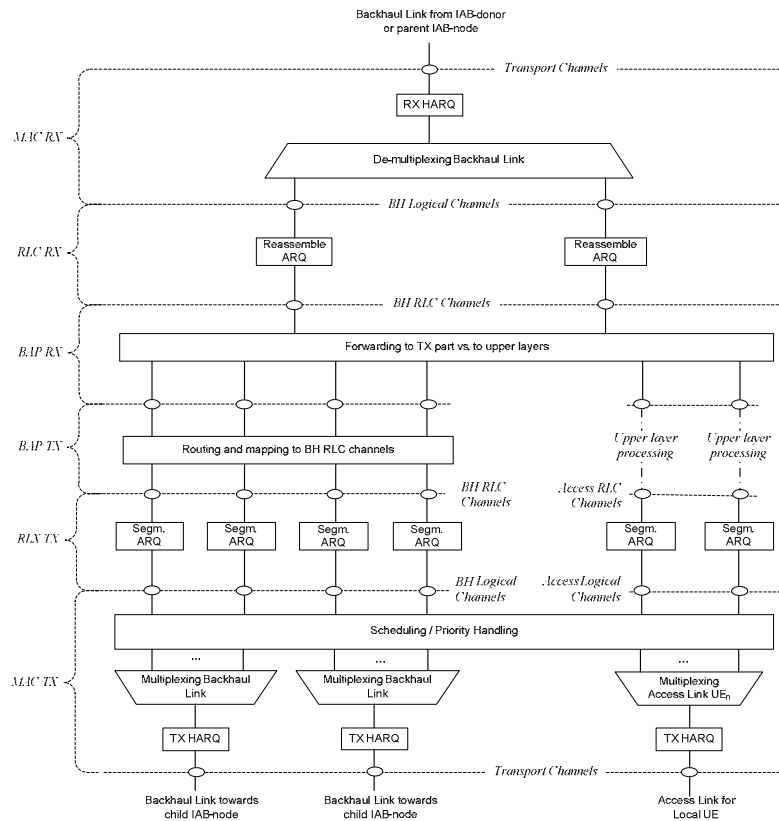 Backhaul Link from IAB-donor
or parent IAB-node
Transport Channels
RX HARQ
MAC RX
De-multiplexing Backhaul Link
BH Logical Channels
Reassemble
ARQ
Reassemble
ARQ
RLC RX
BH RLC Channels
BAP RX
Forwarding to TX part vs. to upper layers
BAP TX
Routing and mapping to BH RLC channels
Upper layer
processing
Upper layer
processing
BH RLC
Channels
Access RLC
Channels
RLX TX
Segm.
ARQ
Segm.
ARQ
Segm.
ARQ
Segm.
ARQ
Segm.
ARQ
Segm.
ARQ
BH Logical
Channels
Access Logical
Channels
Scheduling / Priority Handling
...
...
...
MAC TX
Multiplexing Backhaul
Link
Multiplexing Backhaul
Link
Multiplexing
Access Link UEn
TX HARQ
TX HARQ
TX HARQ
Transport Channels
Backhaul Link towards
child IAB-node
Backhaul Link towards
child IAB-node
Access Link for
Local UE